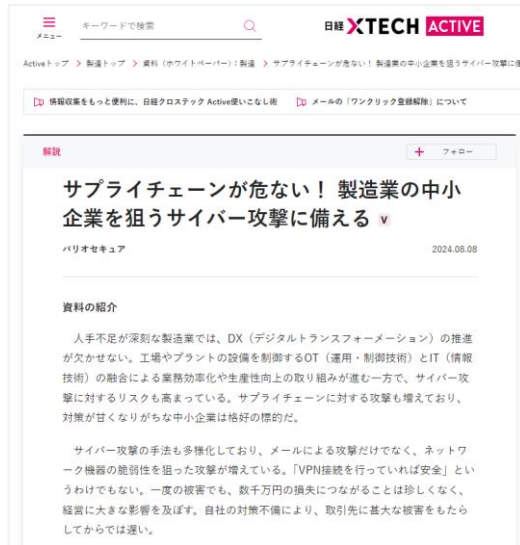 メニュー
キーワードで検索
日経 XTECH ACTIVE
Activeトップ > 製造トップ > 資料（ホワイトペーパー）：製造 > サプライチェーンが危ない！ 製造業の中小企業を狙うサイバー攻撃に備
情報収集をもっと便利に、日経クロステック Active使いこなし術
メールの「ワンクリック登録解除」について
解説
＋ フォロー
サプライチェーンが危ない！ 製造業の中小
企業を狙うサイバー攻撃に備える V
バリオセキュア
2024.08.08
資料の紹介
人手不足が深刻な製造業では、DX（デジタルトランスフォーメーション）の推進
が欠かせない。工場やプラントの設備を制御するOT（運用・制御技術）とIT（情報
技術）の融合による業務効率化や生産性向上の取り組みが進む一方で、サイバー攻
撃に対するリスクも高まっている。サプライチェーンに対する攻撃も増えており、
対策が甘くなりがちな中小企業は格好の標的だ。
サイバー攻撃の手法も多様化しており、メールによる攻撃だけでなく、ネットワ
ーク機器の脆弱性を狙った攻撃が増えている。「VPN接続を行っていれば安全」とい
うわけでもない。一度の被害でも、数千万円の損失につながることは珍しくなく、
経営に大きな影響を及ぼす。自社の対策不備により、取引先に甚大な被害をもたら
してからでは遅い。